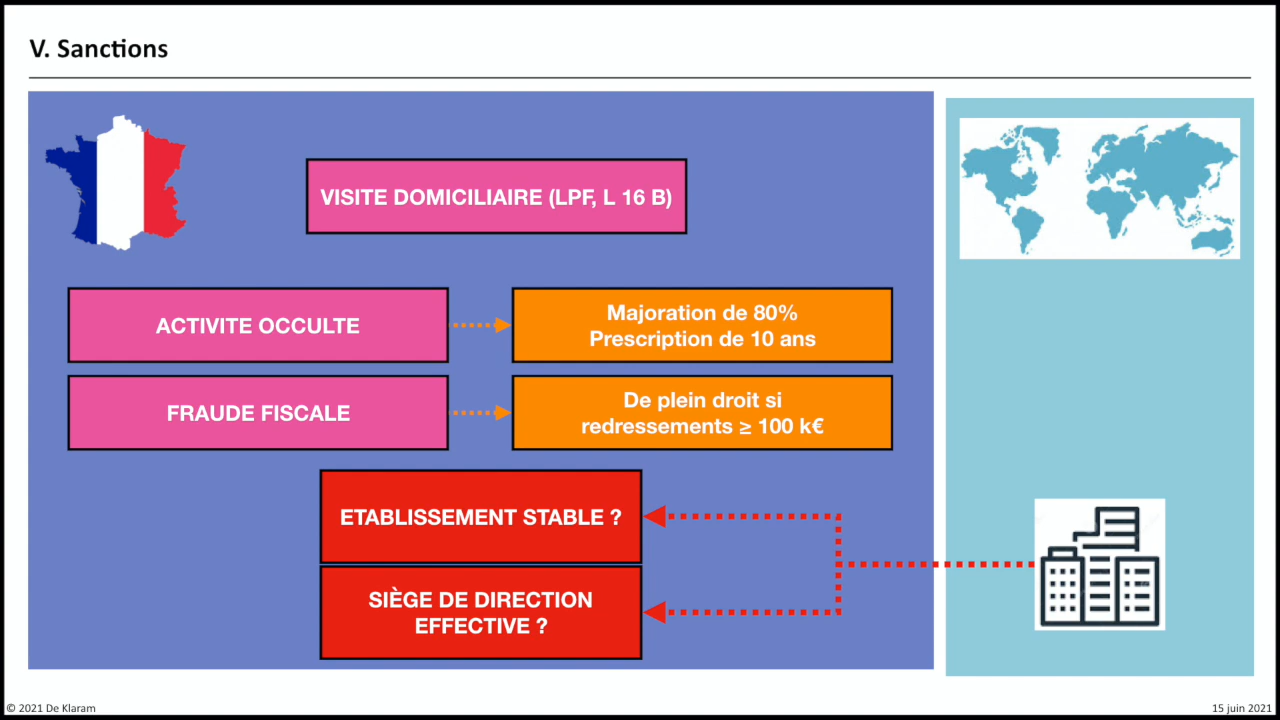 V. Sanctions
VISITE DOMICILIAIRE (LPF, L 16 B)
ACTIVITE OCCULTE
Majoration de 80%
Prescription de 10 ans
FRAUDE FISCALE
De plein droit si
redressements ≥ 100 k€
ETABLISSEMENT STABLE ?
SIÈGE DE DIRECTION
EFFECTIVE ?
© 2021 De Klaram
15 juin 2021